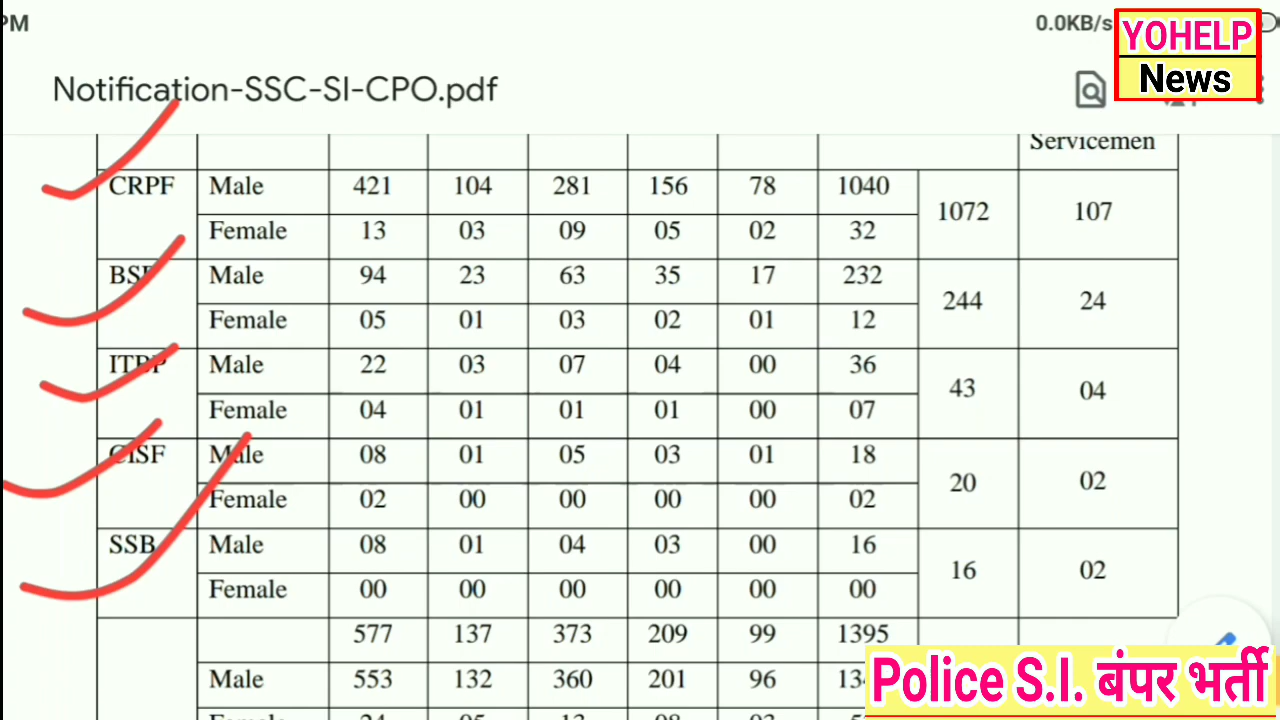 PM 0.0KB/s
YOHELP
News
Notification-SSC-SI-CPO.pdf
Servicemen
CRPF Male 421 104 281 156 78 1040 1072 107
Female 13 03 09 05 02 32
BSF Male 94 23 63 35 17 232 244 24
Female 05 01 03 02 01 12
ITBP Male 22 03 07 04 00 36 43 04
Female 04 01 01 01 00 07
CISF Male 08 01 05 03 01 18 20 02
Female 02 00 00 00 00 02
SSB Male 08 01 04 03 00 16 16 02
Female 00 00 00 00 00 00
577 137 373 209 99 1395
Male 553 132 360 201 96
Police S.I. बंपर भर्ती